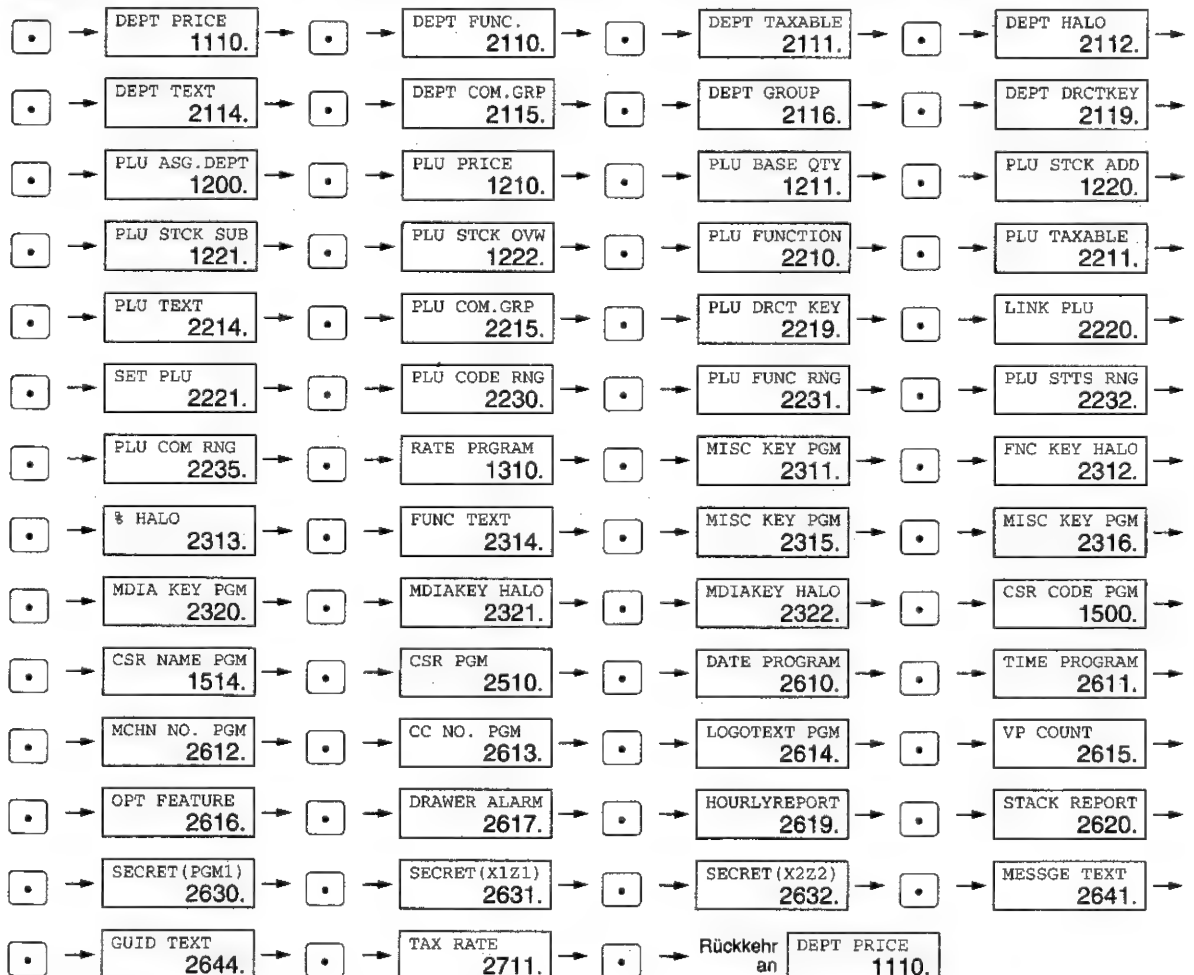 DEPT PRICE
1110.
DEPT FUNC.
2110.
DEPT TAXABLE
2111.
DEPT HALO
2112.
DEPT TEXT
2114.
DEPT COM.GRP
2115.
DEPT GROUP
2116.
DEPT DRCTKEY
2119.
PLU ASG.DEPT
1200.
PLU PRICE
1210.
PLU BASE QTY
1211.
PLU STCK ADD
1220.
PLU STCK SUB
1221.
PLU STCK OVW
1222.
PLU FUNCTION
2210.
PLU TAXABLE
2211.
PLU TEXT
2214.
PLU COM.GRP
2215.
PLU DRCT KEY
2219.
LINK PLU
2220.
SET PLU
2221.
PLU CODE RNG
2230.
PLU FUNC RNG
2231.
PLU STTS RNG
2232.
PLU COM RNG
2235.
RATE PRGRAM
1310.
MISC KEY PGM
2311.
FNC KEY HALO
2312.
% HALO
2313.
FUNC TEXT
2314.
MISC KEY PGM
2315.
MISC KEY PGM
2316.
MDIA KEY PGM
2320.
MDIAKEY HALO
2321.
MDIAKEY HALO
2322.
CSR CODE PGM
1500.
CSR NAME PGM
1514.
CSR PGM
2510.
DATE PROGRAM
2610.
TIME PROGRAM
2611.
MCHN NO. PGM
2612.
CC NO. PGM
2613.
LOGOTEXT PGM
2614.
VP COUNT
2615.
OPT FEATURE
2616.
DRAWER ALARM
2617.
HOURLYREPORT
2619.
STACK REPORT
2620.
SECRET(PGM1)
2630.
SECRET(X1Z1)
2631.
SECRET(X2Z2)
2632.
MESSGE TEXT
2641.
GUID TEXT
2644.
TAX RATE
2711.
Rückkehr
an
DEPT PRICE
1110.